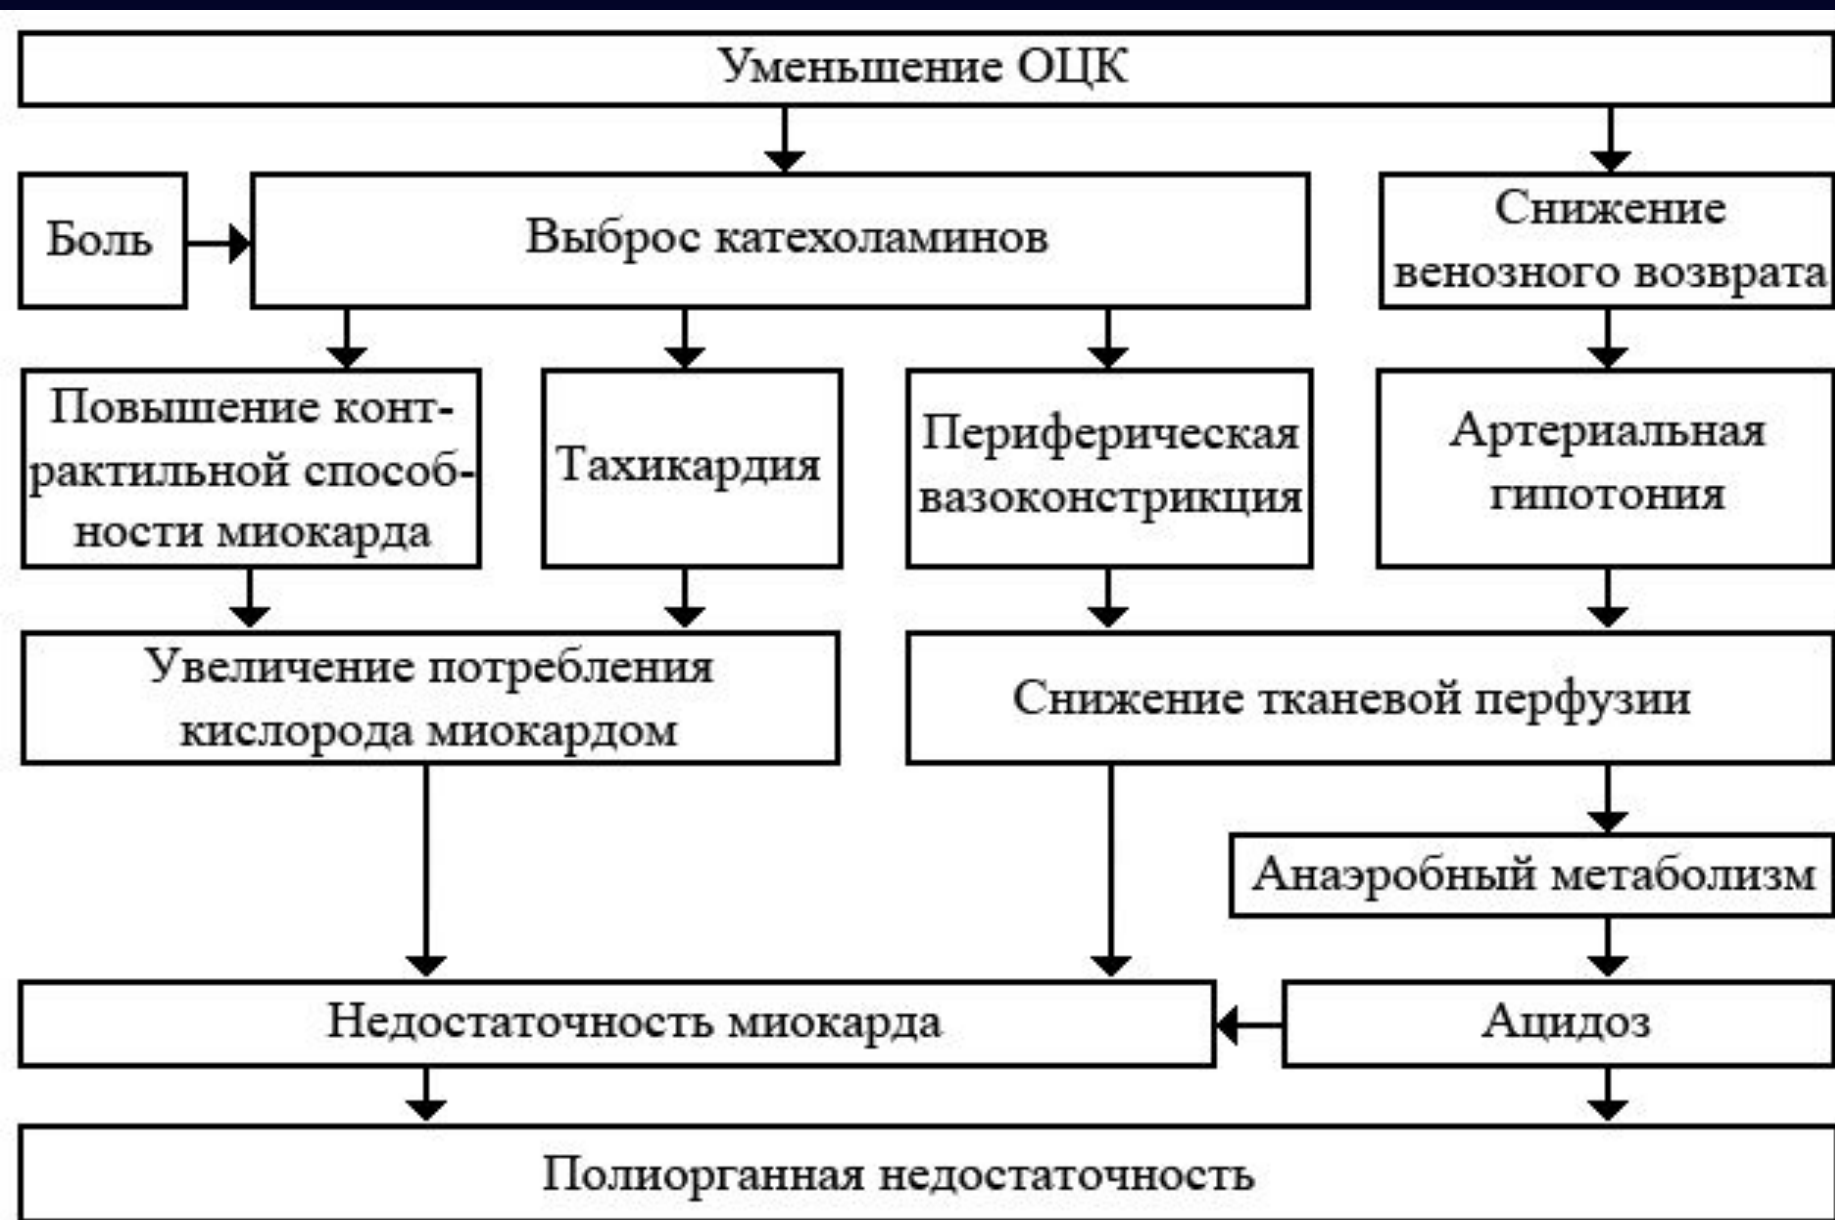 Уменьшение ОЦК
Боль
Выброс катехоламинов
Снижение
венозного возврата
Повышение конт-
рактильной способ-
ности миокарда
Тахикардия
Периферическая
вазоконстрикция
Артериальная
гипотония
Увеличение потребления
кислорода миокардом
Снижение тканевой перфузии
Анаэробный метаболизм
Недостаточность миокарда
Ацидоз
Полиорганная недостаточность